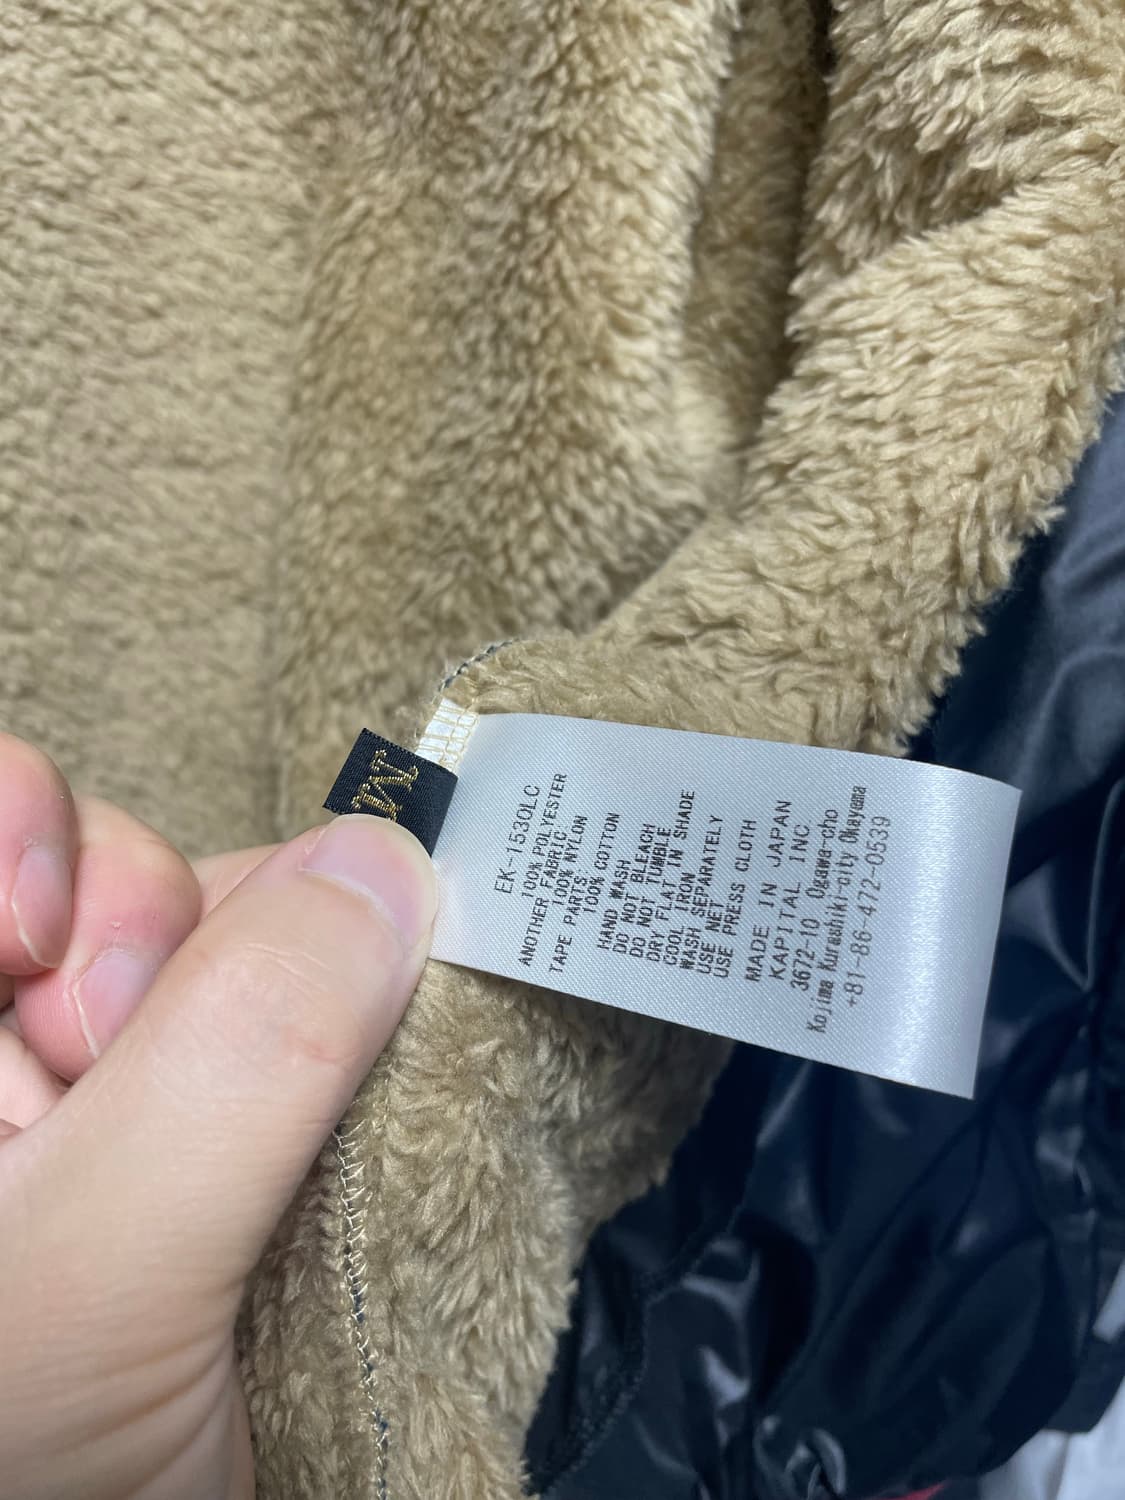 M
EK-1530LC
100% POLYESTER
ANOTHER FABRIC
100% NYLON
TAPE PARTS:
100% COTTON
HAND WASH
DO NOT BLEACH
DO NOT TUMBLE
DRY FLAT IN SHADE
COOL IRON
WASH SEPARATELY
USE NET
USE PRESS CLOTH
MADE IN JAPAN
KAPITAL INC.
3672-10 Ogawa-cho
Kojima Kurashiki-city Okayama
+81-86-472-0539